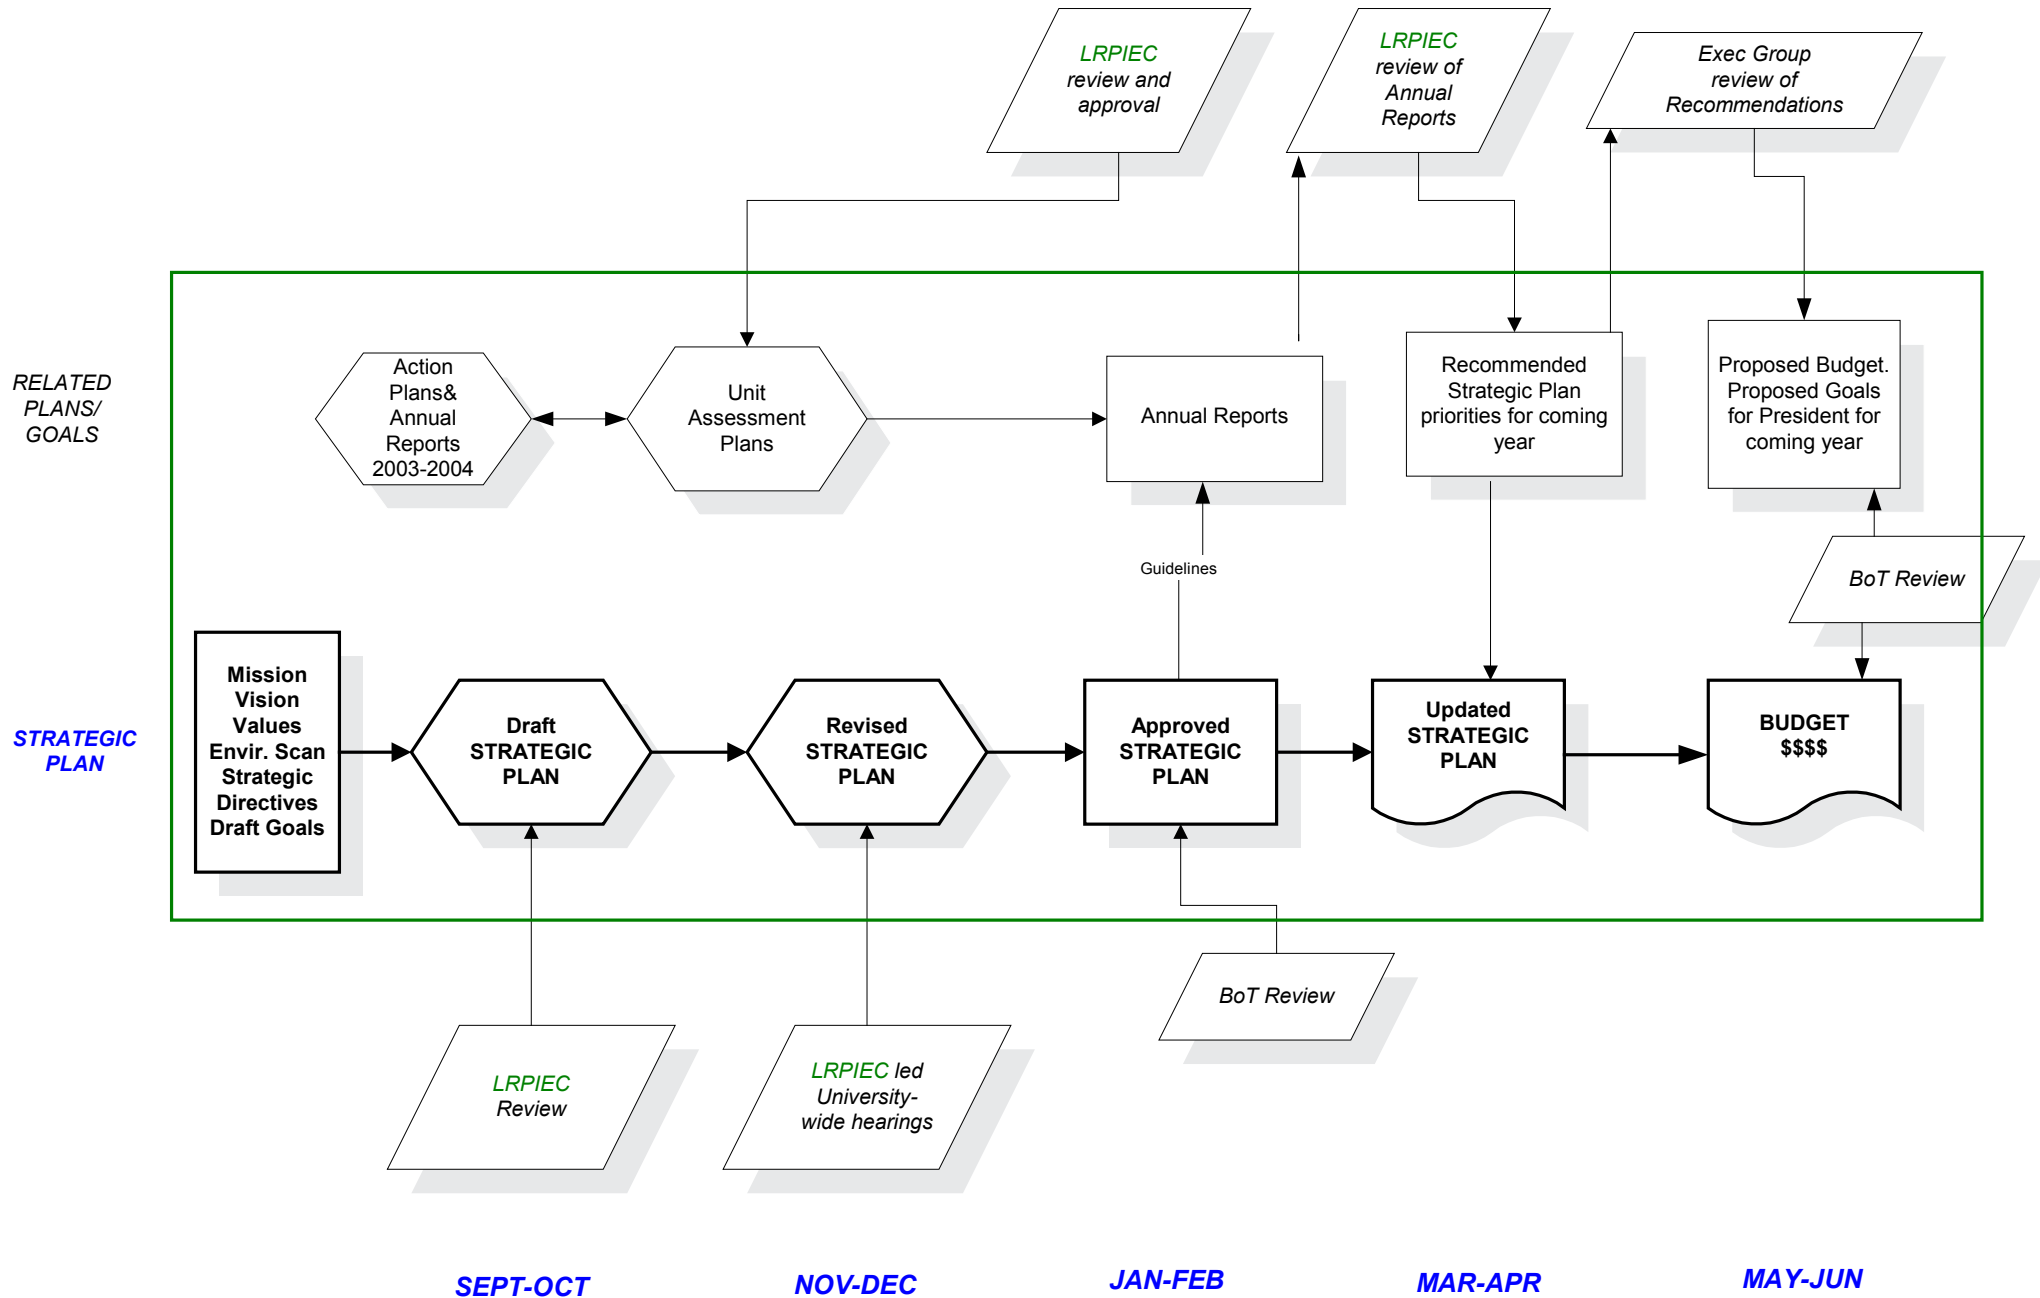 LRPIEC
review and
approval
LRPIEC
review of
Annual
Reports
Exec Group
review of
Recommendations
RELATED
PLANS/
GOALS
Action
Plans&
Annual
Reports
2003-2004
Unit
Assessment
Plans
Annual Reports
Recommended
Strategic Plan
priorities for coming
year
Proposed Budget.
Proposed Goals
for President for
coming year
Guidelines
BoT Review
STRATEGIC
PLAN
Mission
Vision
Values
Envir. Scan
Strategic
Directives
Draft Goals
Draft
STRATEGIC
PLAN
Revised
STRATEGIC
PLAN
Approved
STRATEGIC
PLAN
Updated
STRATEGIC
PLAN
BUDGET
$$$$
BoT Review
LRPIEC
Review
LRPIEC led
University-
wide hearings
SEPT-OCT
NOV-DEC
JAN-FEB
MAR-APR
MAY-JUN